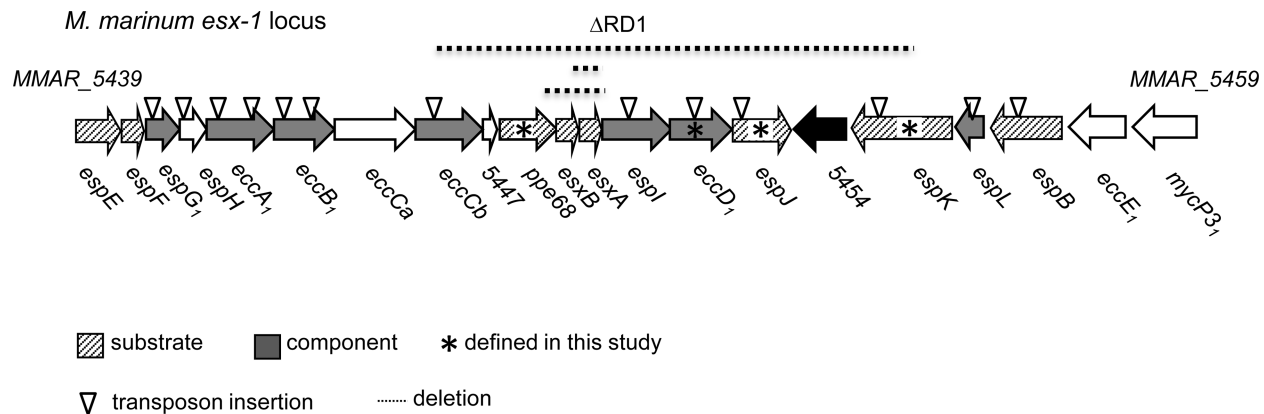 M. marinum esx-1 locus
ΔRD1
MMAR_5439
MMAR_5459
* * * *
espE espF espG1 espH eccA1 eccB1 eccCa eccCb 5447 ppe68 esxB esxA espI eccD1 espJ 5454 espK espL espB eccE1 mycP31
substrate component * defined in this study
transposon insertion deletion